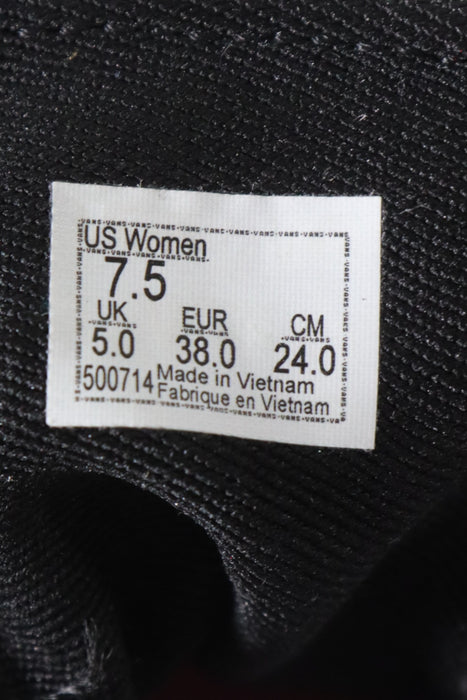 US Women
7.5
UK EUR CM
5.0 38.0 24.0
500714 Made in Vietnam
Fabrique en Vietnam